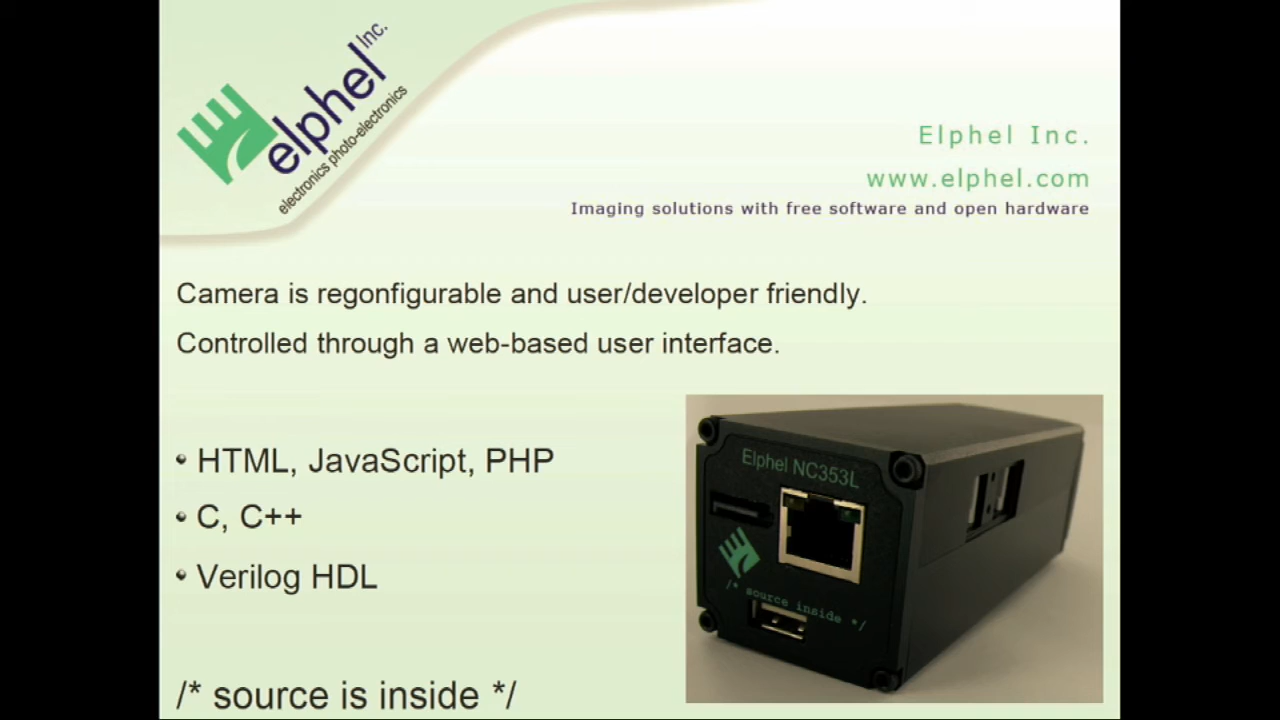 elphel Inc.
electronics photo-electronics
Elphel Inc.
www.elphel.com
Imaging solutions with free software and open hardware
Camera is regonfigurable and user/developer friendly.
Controlled through a web-based user interface.
• HTML, JavaScript, PHP
• C, C++
• Verilog HDL
/* source is inside */
Elphel NC353L
/* source inside */